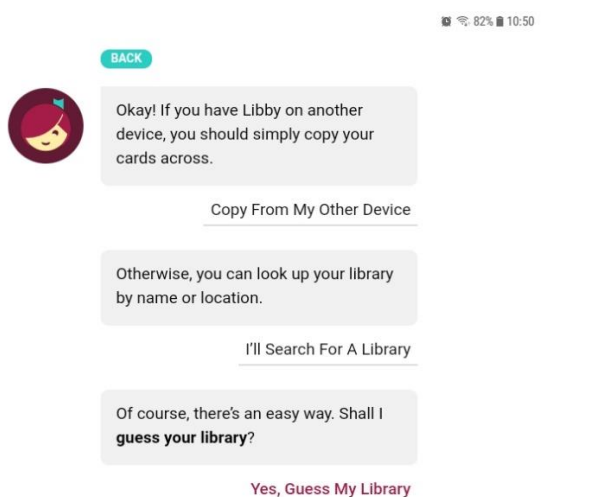 82% 10:50
BACK
Okay! If you have Libby on another
device, you should simply copy your
cards across.
Copy From My Other Device
Otherwise, you can look up your library
by name or location.
I'll Search For A Library
Of course, there's an easy way. Shall I
guess your library?
Yes, Guess My Library